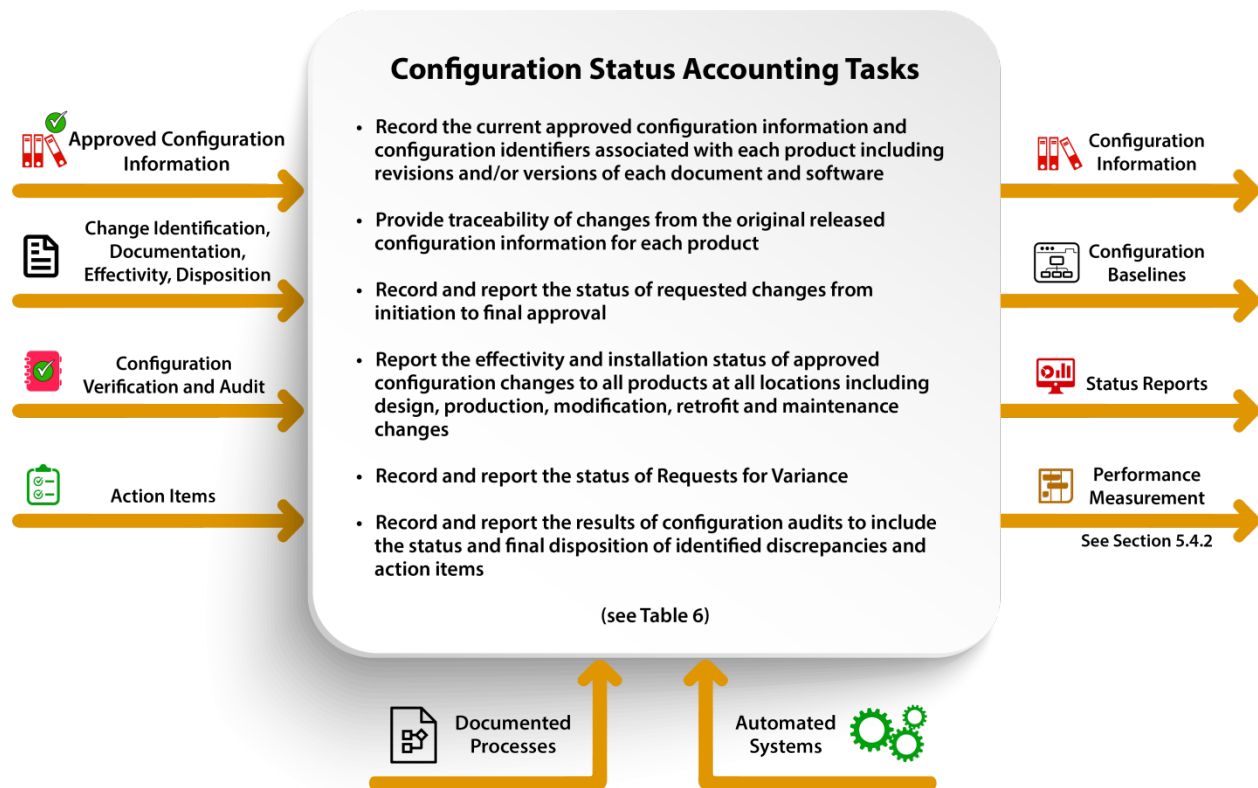 Configuration Status Accounting Tasks
Approved Configuration
Information
Change Identification,
Documentation,
Effectivity, Disposition
Configuration
Verification and Audit
Action Items
• Record the current approved configuration information and
configuration identifiers associated with each product including
revisions and/or versions of each document and software
• Provide traceability of changes from the original released
configuration information for each product
• Record and report the status of requested changes from
initiation to final approval
• Report the effectivity and installation status of approved
configuration changes to all products at all locations including
design, production, modification, retrofit and maintenance
changes
• Record and report the status of Requests for Variance
• Record and report the results of configuration audits to include
the status and final disposition of identified discrepancies and
action items
(see Table 6)
Configuration
Information
Configuration
Baselines
Status Reports
Performance
Measurement
See Section 5.4.2
Documented
Processes
Automated
Systems